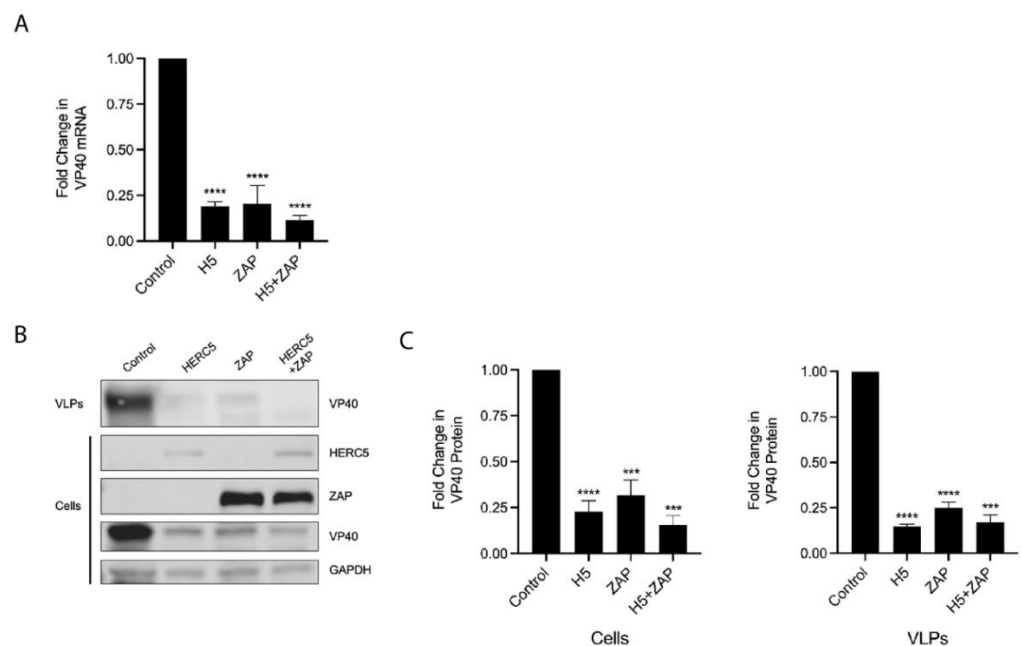 A
Fold Change in
VP40 mRNA
1.00
0.75
0.50
0.25
0.00
****
****
****
Control
H5
ZAP
H5+ZAP
B
Control
HERC5
ZAP
HERC5
+ZAP
VLPs
VP40
Cells
HERC5
ZAP
VP40
GAPDH
C
Fold Change in
VP40 Protein
1.00
0.75
0.50
0.25
0.00
****
***
***
Control
H5
ZAP
H5+ZAP
Cells
Fold Change in
VP40 Protein
1.00
0.75
0.50
0.25
0.00
****
****
***
Control
H5
ZAP
H5+ZAP
VLPs